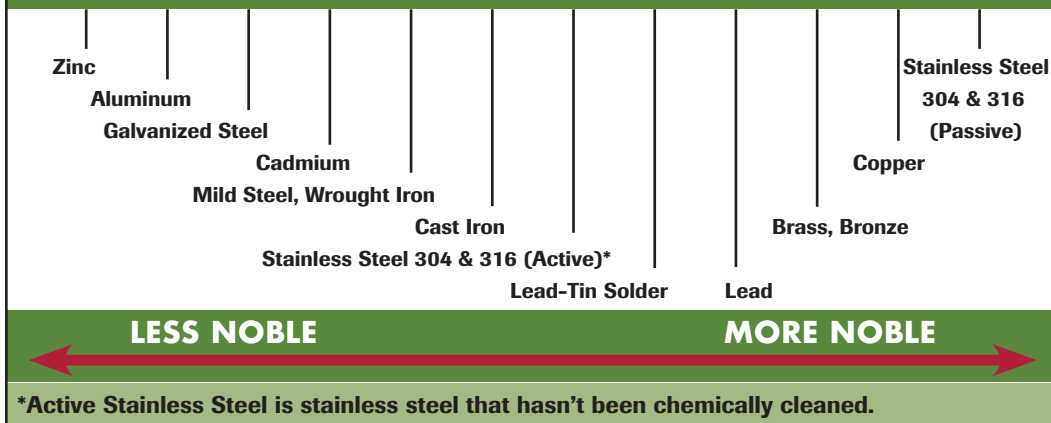 Zinc
Aluminum
Galvanized Steel
Cadmium
Mild Steel, Wrought Iron
Cast Iron
Stainless Steel 304 & 316 (Active)*
Lead-Tin Solder
Lead
Brass, Bronze
Copper
Stainless Steel
304 & 316
(Passive)
LESS NOBLE
MORE NOBLE
*Active Stainless Steel is stainless steel that hasn't been chemically cleaned.